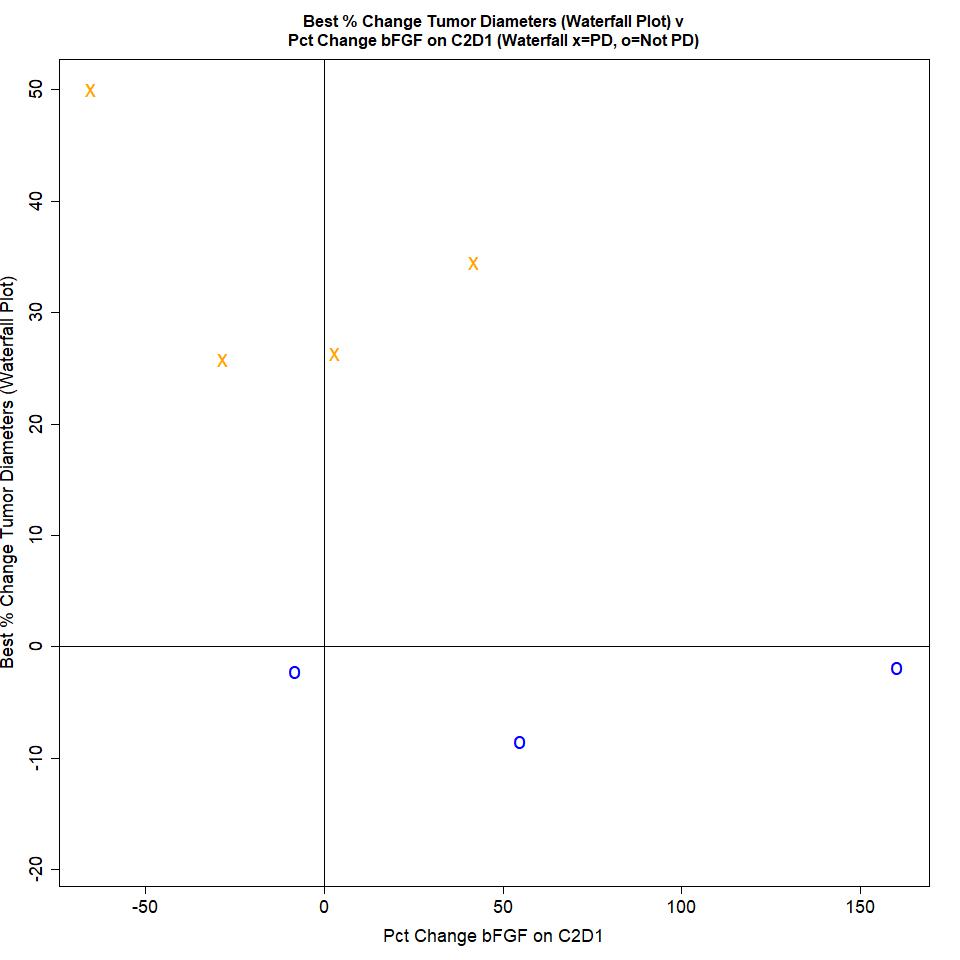 Best % Change Tumor Diameters (Waterfall Plot) v
Pct Change bFGF on C2D1 (Waterfall x=PD, o=Not PD)
Best % Change Tumor Diameters (Waterfall Plot)
50
40
30
20
10
0
-10
-20
X
X
X
X
O
O
O
-50
0
50
100
150
Pct Change bFGF on C2D1